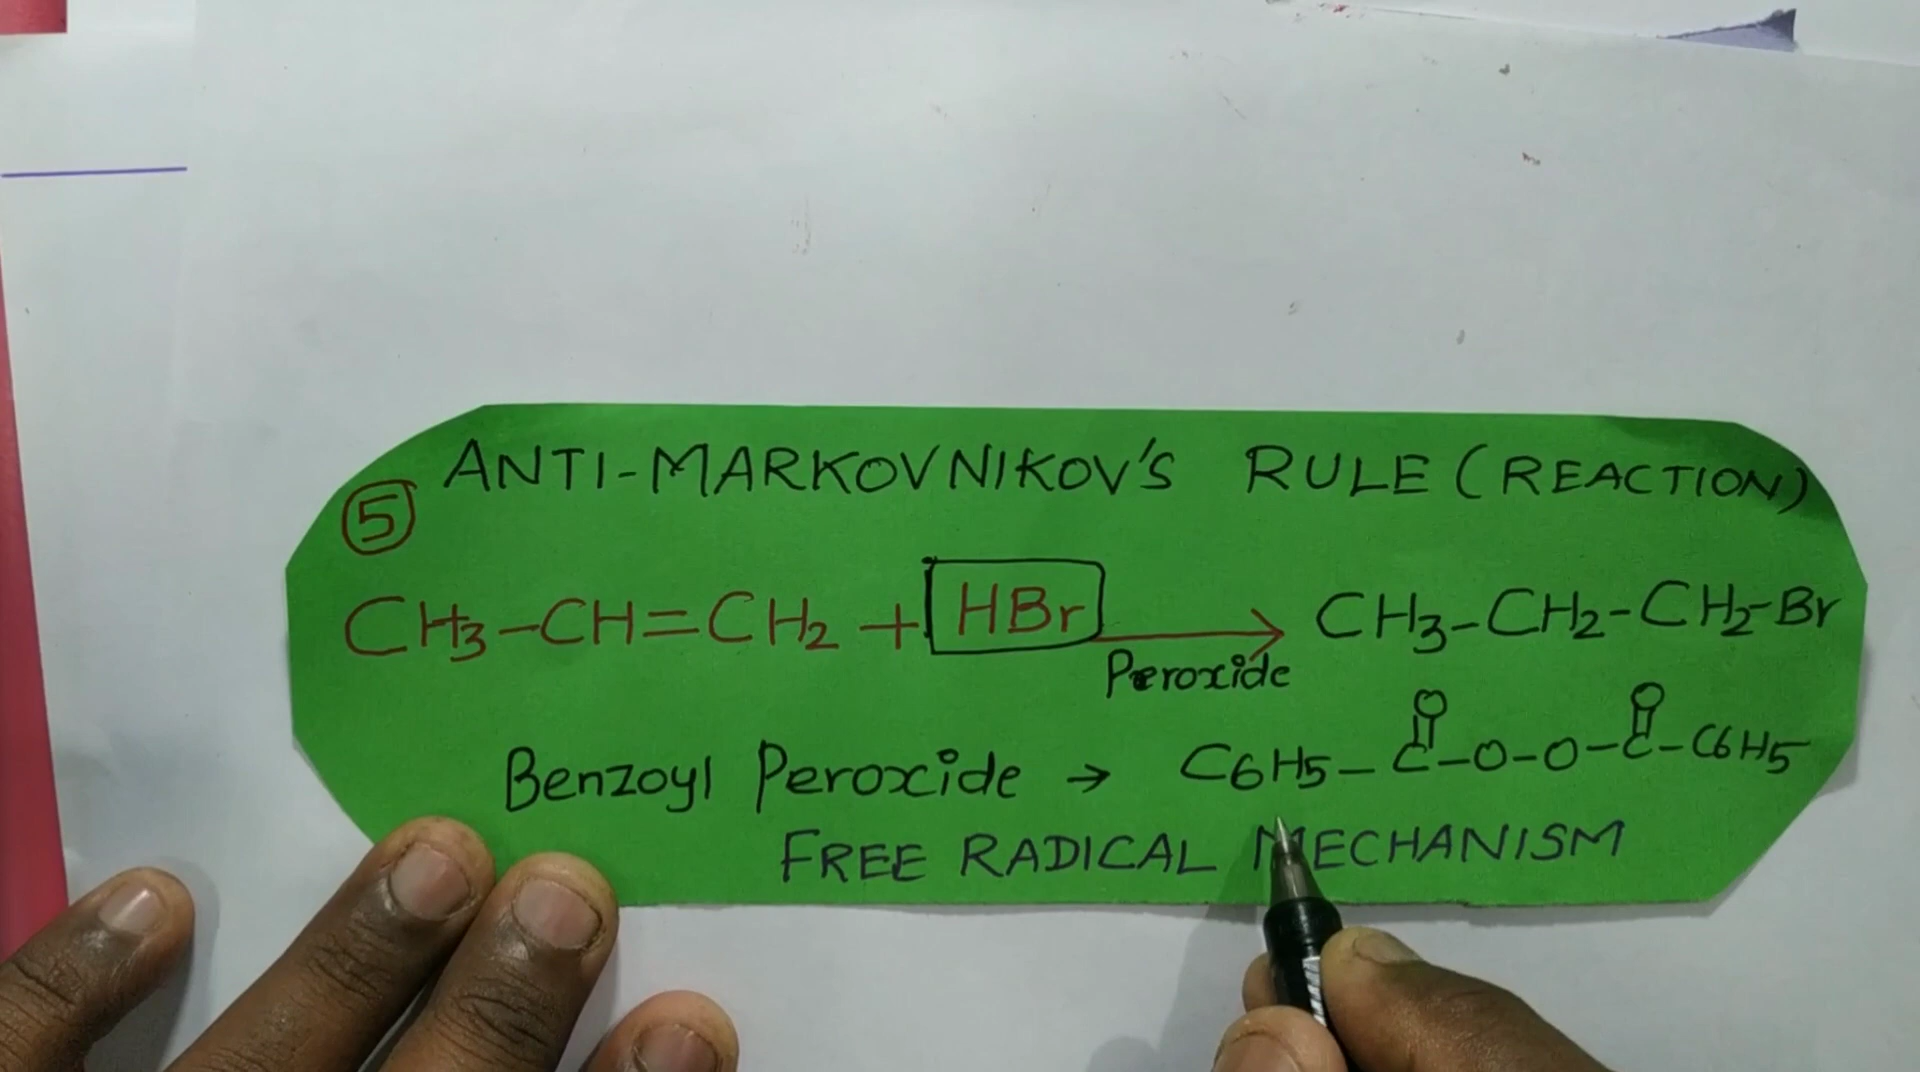 ANTI-MARKOVNIKOV'S RULE (REACTION)
⑤
CH₃-CH=CH₂ + HBr → CH₃-CH₂-CH₂-Br
Peroxide
O O
Benzoyl Peroxide → C₆H₅-C-O-O-C-C₆H₅
FREE RADICAL MECHANISM